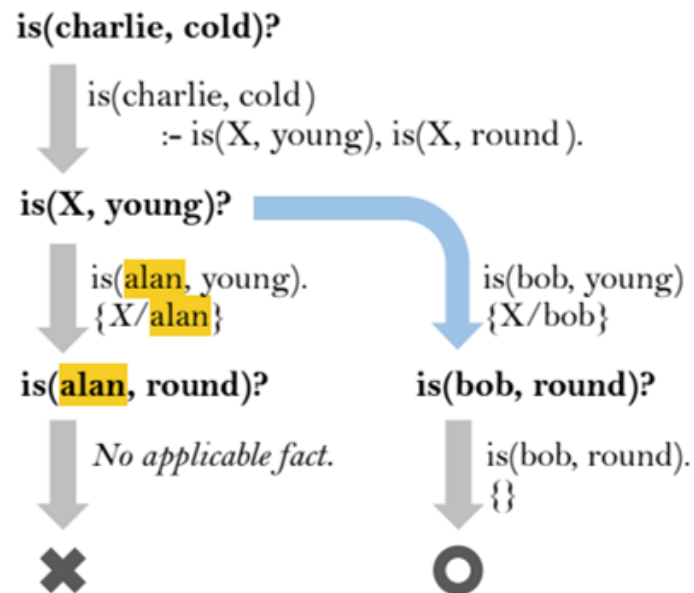 is(charlie, cold)?
is(charlie, cold)
:- is(X, young), is(X, round ).
is(X, young)?
is(alan, young).
{X/alan}
is(bob, young)
{X/bob}
is(alan, round)?
is(bob, round)?
No applicable fact.
is(bob, round).
{}